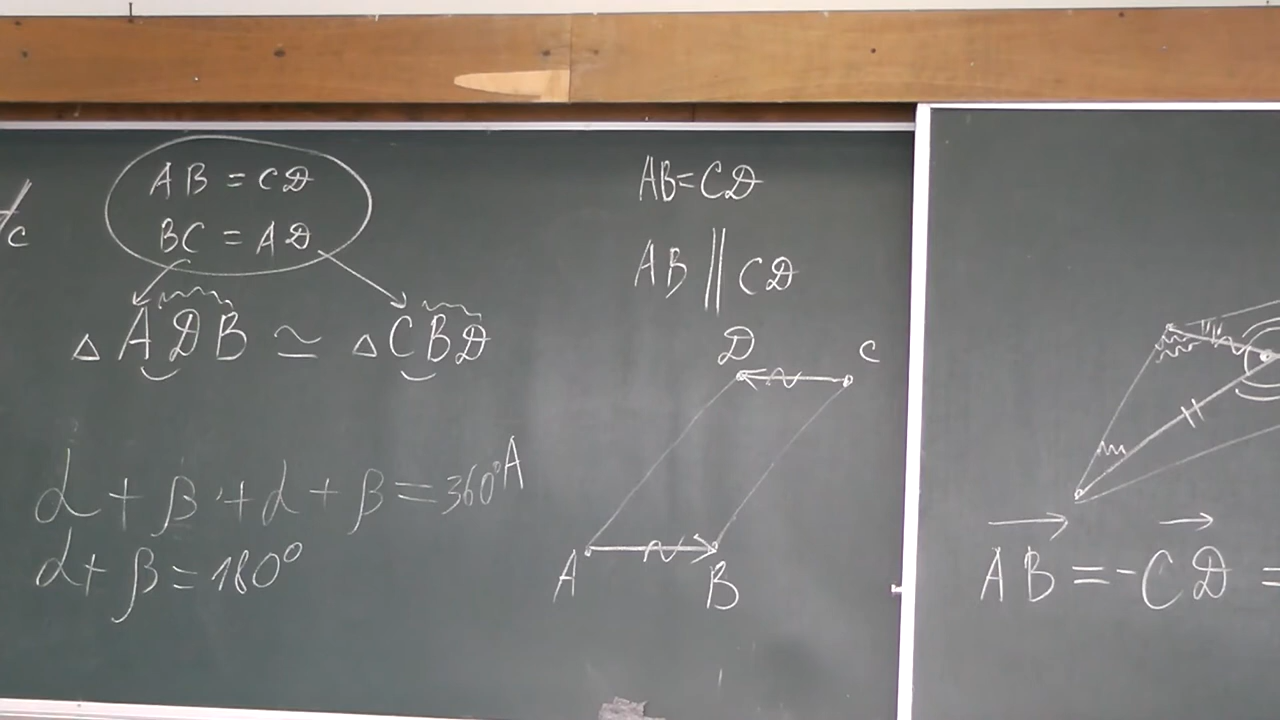 c
AB = CD
BC = AD
△ADB ≃ △CBD
α + β + α + β = 360°
α + β = 180°
A
AB = CD
AB || CD
D C
A B
→AB = -→CD =